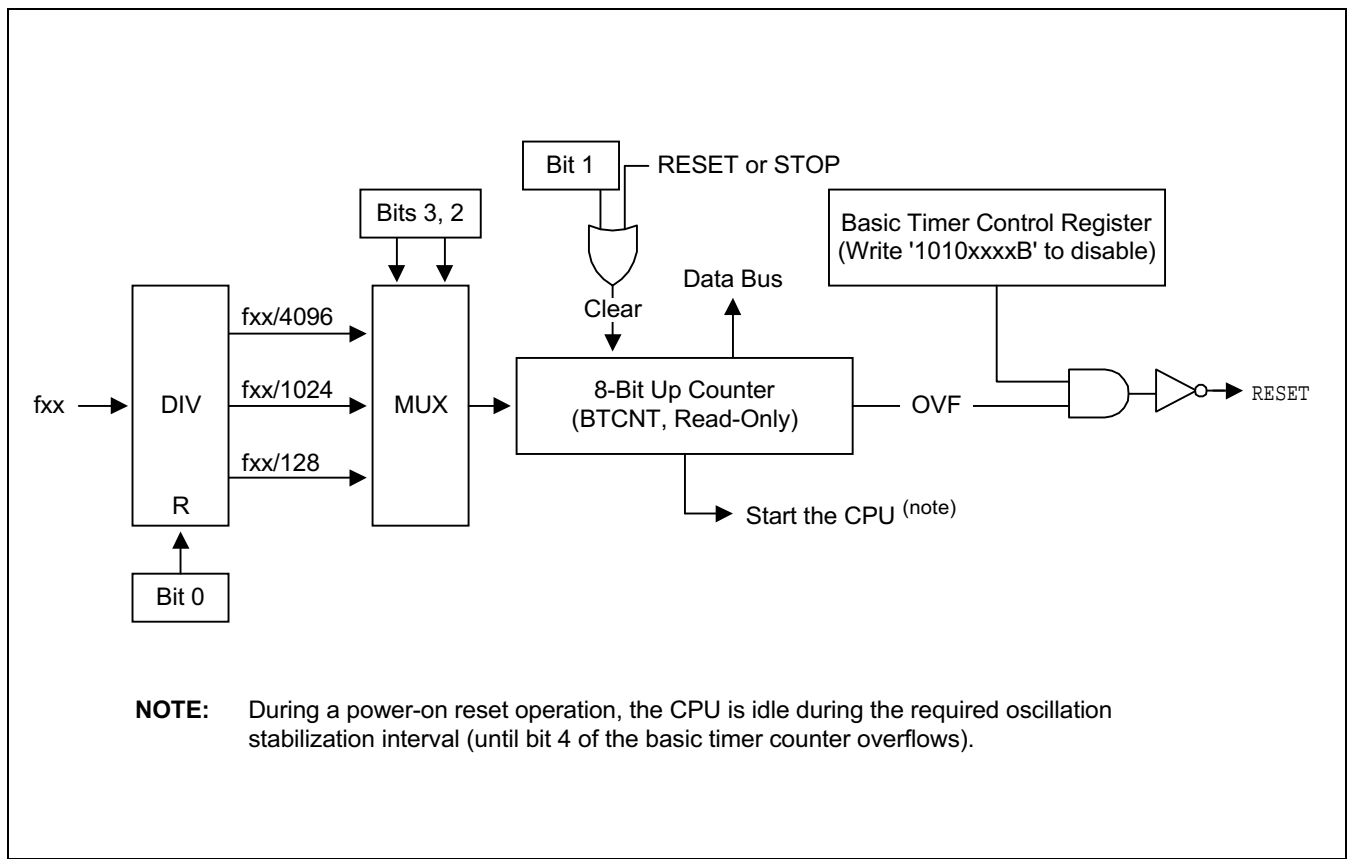 Bit 1
RESET or STOP
Bits 3, 2
Basic Timer Control Register
(Write '1010xxxxB' to disable)
Data Bus
Clear
fxx/4096
fxx
DIV
fxx/1024
MUX
8-Bit Up Counter
(BTCNT, Read-Only)
OVF
RESET
fxx/128
R
Start the CPU (note)
Bit 0
NOTE: During a power-on reset operation, the CPU is idle during the required oscillation
stabilization interval (until bit 4 of the basic timer counter overflows).